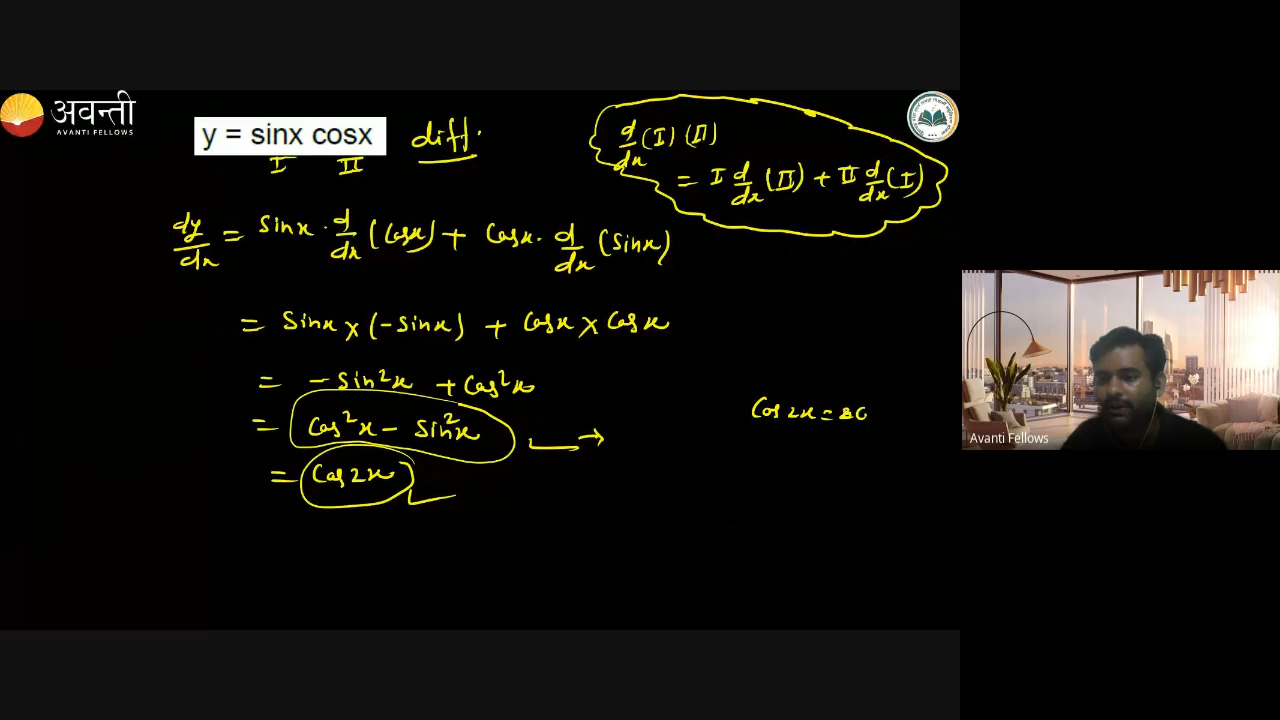 अवन्ती
AVANTI FELLOWS
y = sinx cosx diff.
I II
d/dx (I) (II)
= I d/dx (II) + II d/dx (I)
dy/dx = sinx · d/dx (cosx) + cosx · d/dx (sinx)
= sinx × (-sinx) + cosx × cosx
= - sin²x + cos²x
= cos²x - sin²x →
= cos2x
cos2x =
Avanti Fellows